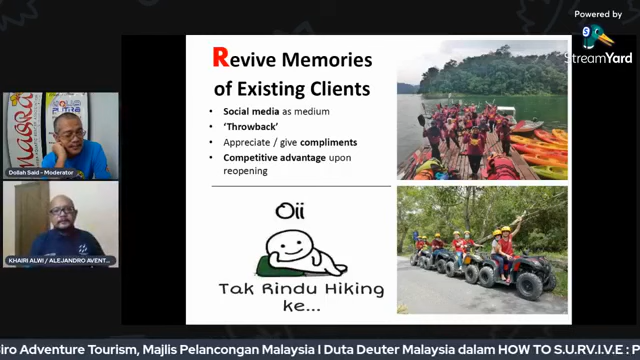 Powered by
StreamYard
Revive Memories
of Existing Clients
• Social media as medium
• ‘Throwback’
• Appreciate / give compliments
• Competitive advantage upon
reopening
Oii
Tak Rindu Hiking
ke...
Dollah Said - Moderator
KHAIRI ALWI / ALEJANDRO AVENT...
iro Adventure Tourism, Majlis Pelancongan Malaysia I Duta Deuter Malaysia dalam HOW TO S.U.R.V.I.V.E : P